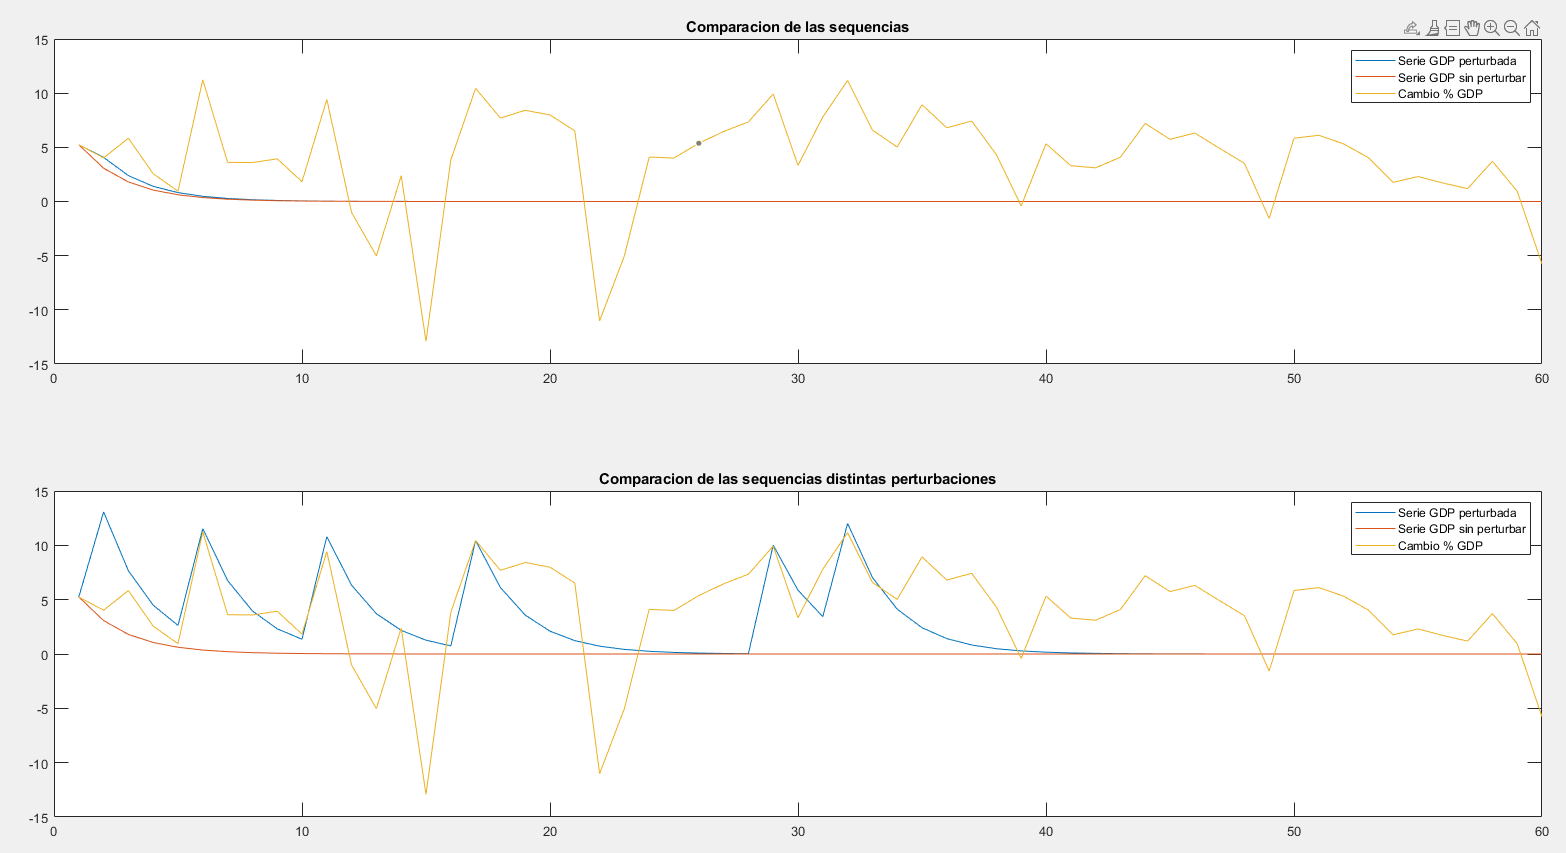 Comparacion de las sequencias
15
10
5
0
-5
-10
-15
0 10 20 30 40 50 60
Serie GDP perturbada
Serie GDP sin perturbar
Cambio % GDP
Comparacion de las sequencias distintas perturbaciones
15
10
5
0
-5
-10
-15
0 10 20 30 40 50 60
Serie GDP perturbada
Serie GDP sin perturbar
Cambio % GDP